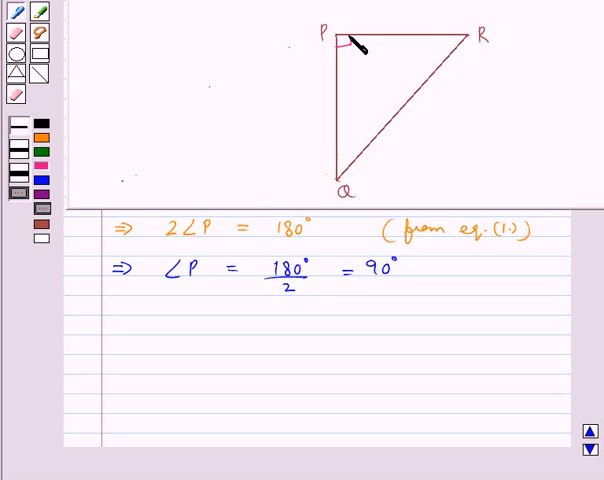 P R
Q
⇒ 2∠P = 180° (from eq.(1.)
⇒ ∠P = 180°/2 = 90°